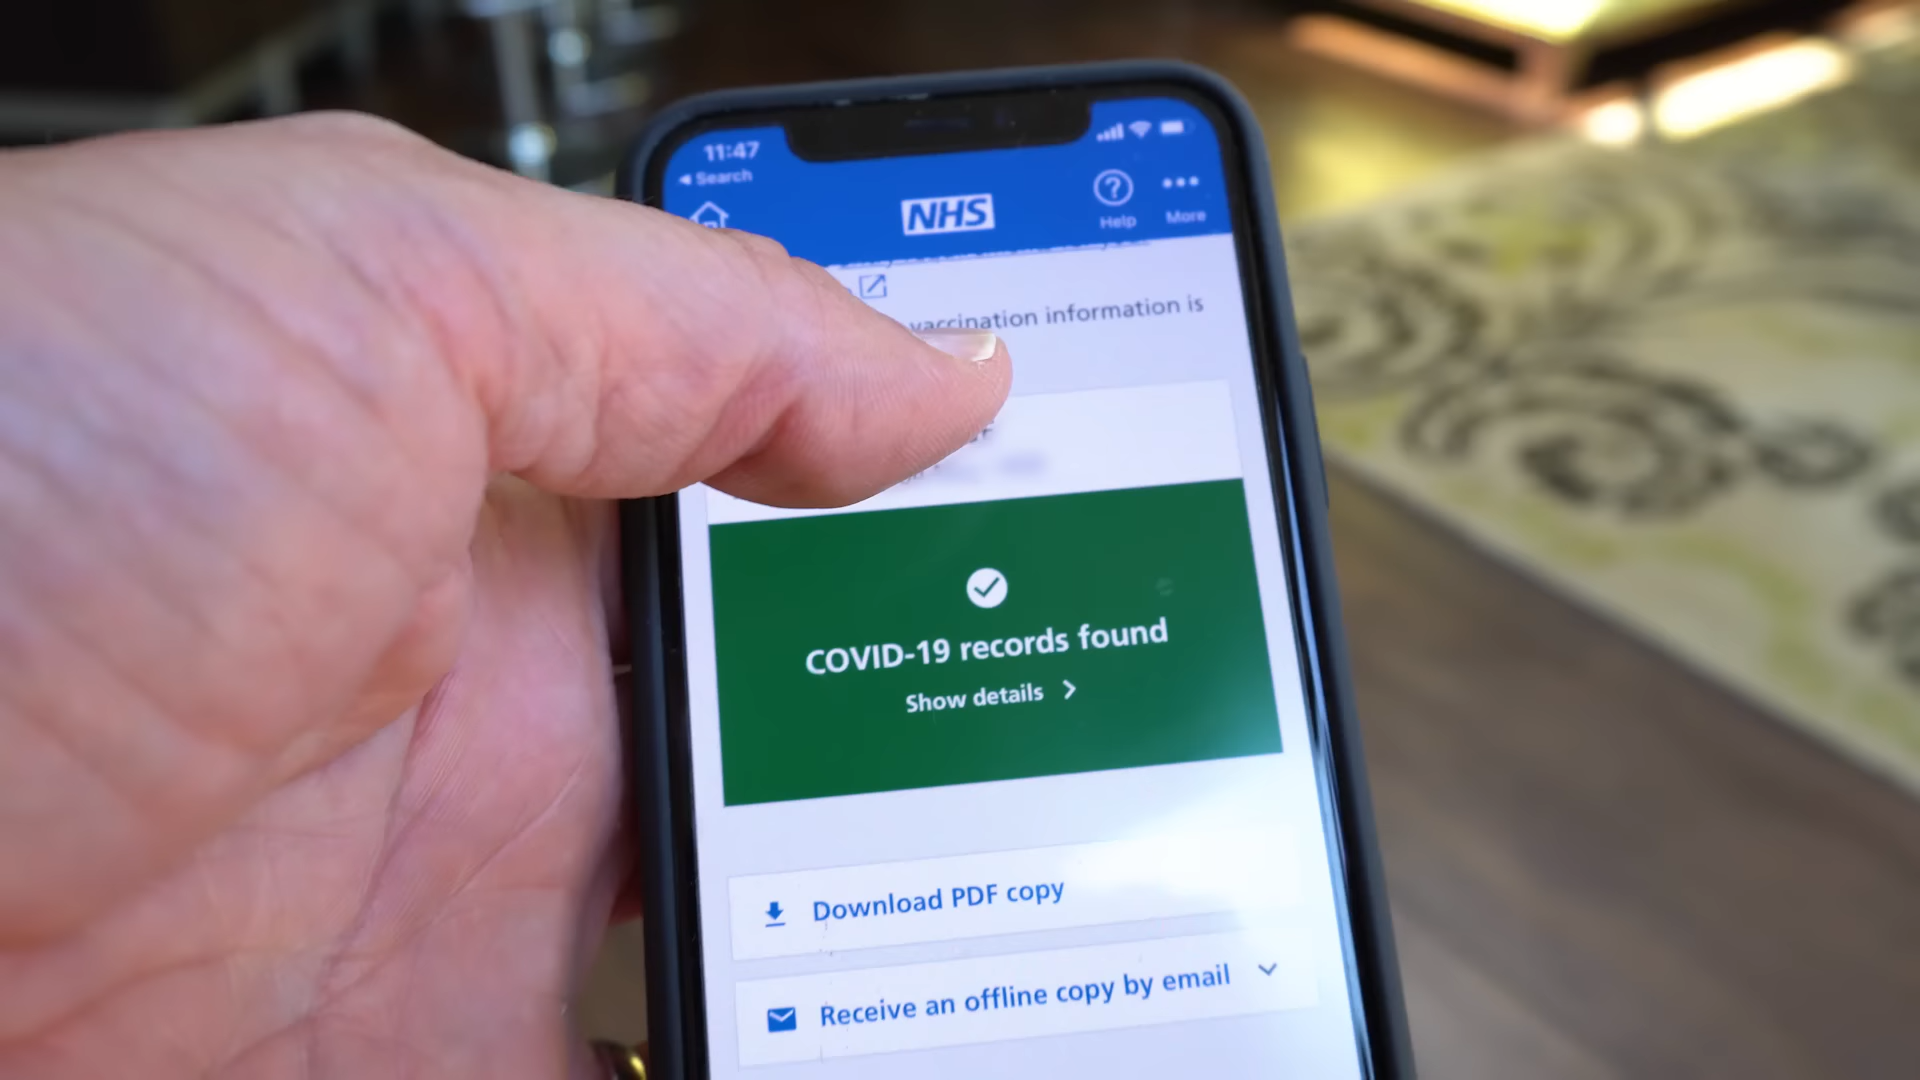 11:47
◀ Search
NHS
Help
More
vaccination information is
COVID-19 records found
Show details
Download PDF copy
Receive an offline copy by email